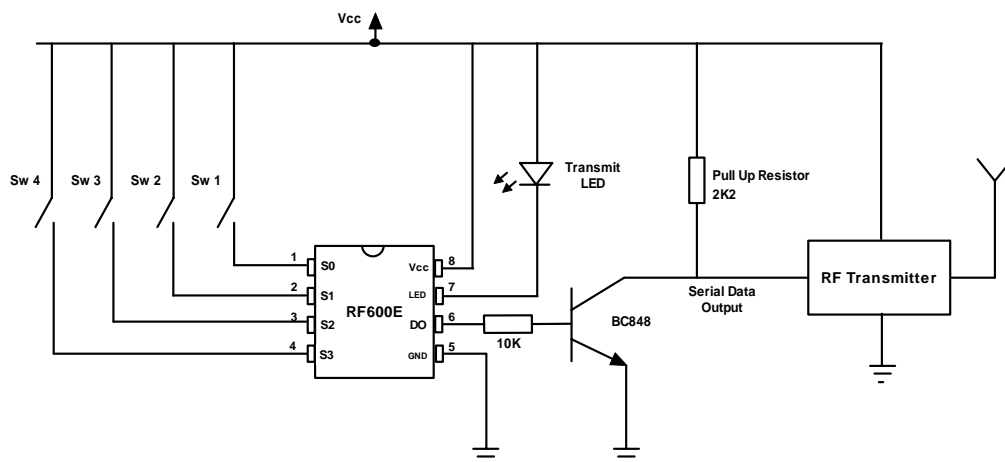 Vcc
Sw 4
Sw 3
Sw 2
Sw 1
Transmit
LED
Pull Up Resistor
2K2
1
S0
Vcc
8
2
S1
LED
7
RF600E
3
S2
DO
6
10K
4
S3
GND
5
BC848
Serial Data
Output
RF Transmitter